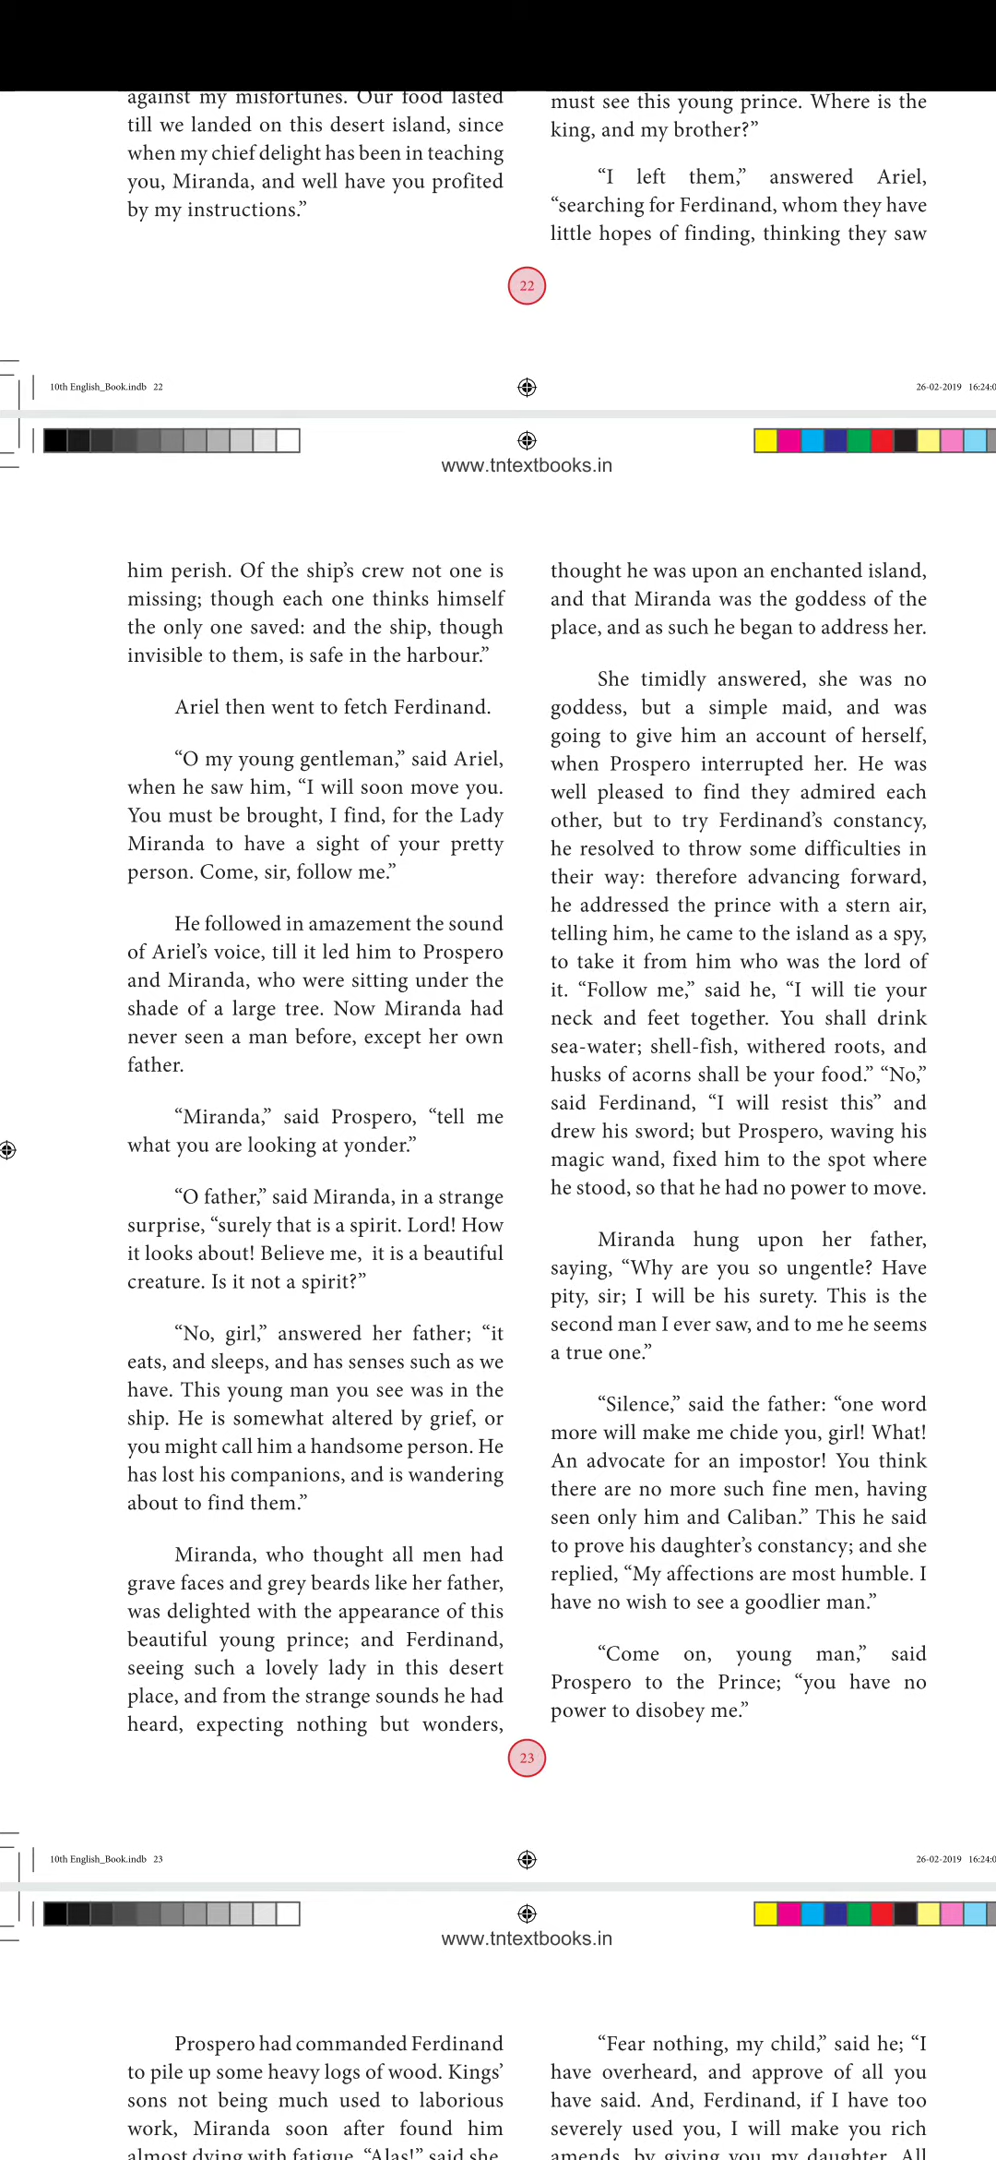 against my misfortunes. Our food lasted
till we landed on this desert island, since
when my chief delight has been in teaching
you, Miranda, and well have you profited
by my instructions.”
must see this young prince. Where is the
king, and my brother?”
“I left them,” answered Ariel,
“searching for Ferdinand, whom they have
little hopes of finding, thinking they saw
22
10th English_Book.indb 22
26-02-2019 16:24:0
www.tntextbooks.in
him perish. Of the ship’s crew not one is
missing; though each one thinks himself
the only one saved: and the ship, though
invisible to them, is safe in the harbour.”
Ariel then went to fetch Ferdinand.
“O my young gentleman,” said Ariel,
when he saw him, “I will soon move you.
You must be brought, I find, for the Lady
Miranda to have a sight of your pretty
person. Come, sir, follow me.”
He followed in amazement the sound
of Ariel’s voice, till it led him to Prospero
and Miranda, who were sitting under the
shade of a large tree. Now Miranda had
never seen a man before, except her own
father.
“Miranda,” said Prospero, “tell me
what you are looking at yonder.”
“O father,” said Miranda, in a strange
surprise, “surely that is a spirit. Lord! How
it looks about! Believe me, it is a beautiful
creature. Is it not a spirit?”
“No, girl,” answered her father; “it
eats, and sleeps, and has senses such as we
have. This young man you see was in the
ship. He is somewhat altered by grief, or
you might call him a handsome person. He
has lost his companions, and is wandering
about to find them.”
Miranda, who thought all men had
grave faces and grey beards like her father,
was delighted with the appearance of this
beautiful young prince; and Ferdinand,
seeing such a lovely lady in this desert
place, and from the strange sounds he had
heard, expecting nothing but wonders,
thought he was upon an enchanted island,
and that Miranda was the goddess of the
place, and as such he began to address her.
She timidly answered, she was no
goddess, but a simple maid, and was
going to give him an account of herself,
when Prospero interrupted her. He was
well pleased to find they admired each
other, but to try Ferdinand’s constancy,
he resolved to throw some difficulties in
their way: therefore advancing forward,
he addressed the prince with a stern air,
telling him, he came to the island as a spy,
to take it from him who was the lord of
it. “Follow me,” said he, “I will tie your
neck and feet together. You shall drink
sea-water; shell-fish, withered roots, and
husks of acorns shall be your food.” “No,”
said Ferdinand, “I will resist this” and
drew his sword; but Prospero, waving his
magic wand, fixed him to the spot where
he stood, so that he had no power to move.
Miranda hung upon her father,
saying, “Why are you so ungentle? Have
pity, sir; I will be his surety. This is the
second man I ever saw, and to me he seems
a true one.”
“Silence,” said the father: “one word
more will make me chide you, girl! What!
An advocate for an impostor! You think
there are no more such fine men, having
seen only him and Caliban.” This he said
to prove his daughter’s constancy; and she
replied, “My affections are most humble. I
have no wish to see a goodlier man.”
“Come on, young man,” said
Prospero to the Prince; “you have no
power to disobey me.”
23
10th English_Book.indb 23
26-02-2019 16:24:0
www.tntextbooks.in
Prospero had commanded Ferdinand
to pile up some heavy logs of wood. Kings’
sons not being much used to laborious
work, Miranda soon after found him
almost dying with fatigue. “Alas!” said she,
“Fear nothing, my child,” said he; “I
have overheard, and approve of all you
have said. And, Ferdinand, if I have too
severely used you, I will make you rich
amends, by giving you my daughter. All